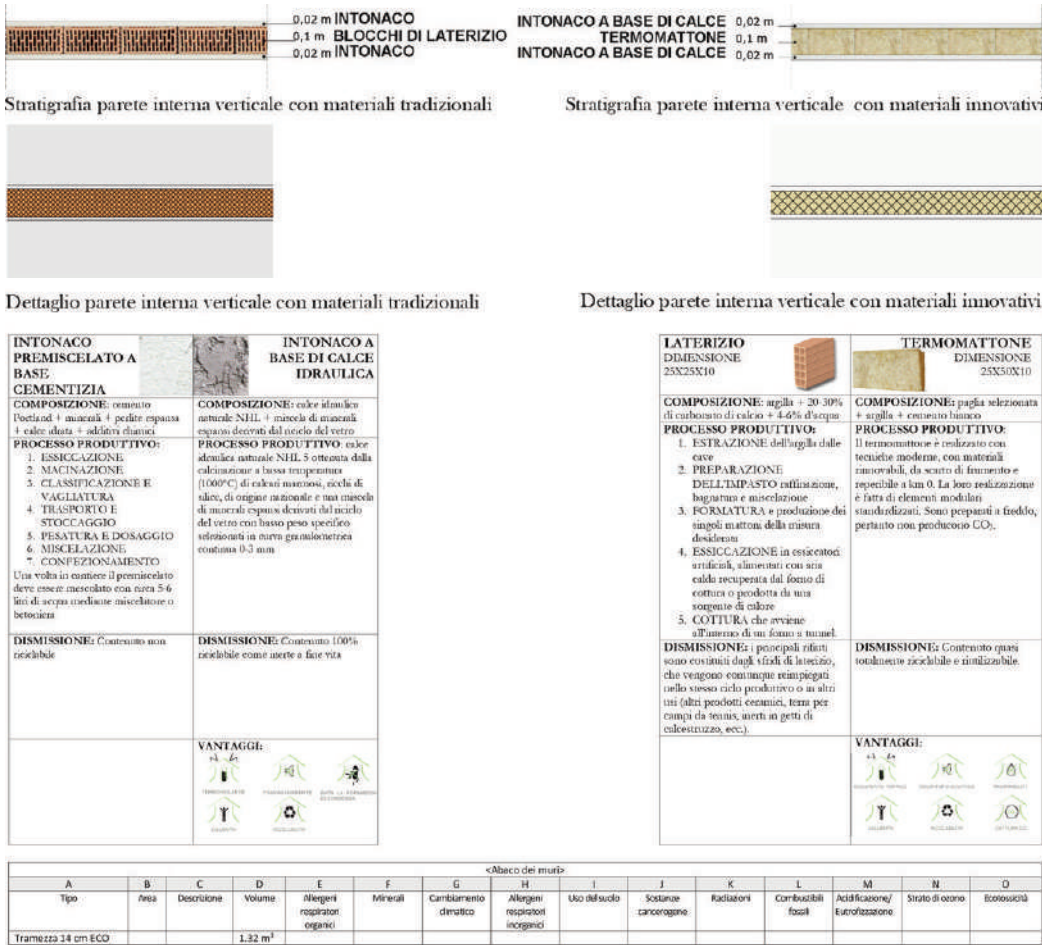 0,02 m INTONACO
0,1 m BLOCCHI DI LATERIZIO
0,02 m INTONACO
INTONACO A BASE DI CALCE 0,02 m
TERMOMATTONE 0,1 m
INTONACO A BASE DI CALCE 0,02 m
Stratigrafia parete interna verticale con materiali tradizionali
Stratigrafia parete interna verticale con materiali innovativi
Dettaglio parete interna verticale con materiali tradizionali
Dettaglio parete interna verticale con materiali innovativi
INTONACO
PREMISCELATO A
BASE
CEMENTIZIA
INTONACO A
BASE DI CALCE
IDRAULICA
COMPOSIZIONE: cemento
Portland + minerali + perlite espansa
+ calce idrata + additivi chimici
COMPOSIZIONE: calce idraulica
naturale NHL + miscela di minerali
espansi derivati dal riciclo del vetro
PROCESSO PRODUTTIVO:
1. ESSICCAZIONE
2. MACINAZIONE
3. CLASSIFICAZIONE E
VAGLIATURA
4. TRASPORTO E
STOCCAGGIO
5. PESATURA E DOSAGGIO
6. MISCELAZIONE
7. CONFEZIONAMENTO
Una volta in cantiere il premiscelato
deve essere mescolato con circa 5-6
litri di acqua mediante miscelatore o
betoniera
PROCESSO PRODUTTIVO: calce
idraulica naturale NHL 5 ottenuta dalla
calcinazione a bassa temperatura
(1000°C) di calcari marnosi, ricchi di
silice, di origine nazionale e una miscela
di minerali espansi derivati dal riciclo
del vetro con basso peso specifico
selezionati in curva granulometrica
continua 0-3 mm
DISMISSIONE: Contenuto non
riciclabile
DISMISSIONE: Contenuto 100%
riciclabile come inerte a fine vita
VANTAGGI:
LATERIZIO
DIMENSIONE
25X25X10
TERMOMATTONE
DIMENSIONE
25X50X10
COMPOSIZIONE: argilla + 20-30%
di carbonato di calcio + 4-6% d'acqua
COMPOSIZIONE: paglia selezionata
+ argilla + cemento bianco
PROCESSO PRODUTTIVO:
1. ESTRAZIONE dell'argilla dalle
cave
2. PREPARAZIONE
DELL'IMPASTO raffinazione,
bagnatura e miscelazione
3. FORMATURA e produzione dei
singoli mattoni della misura
desiderata
4. ESSICCAZIONE in essiccatori
artificiali, alimentati con aria
calda recuperata dal forno di
cottura o prodotta da una
sorgente di calore
5. COTTURA che avviene
all'interno di un forno a tunnel.
PROCESSO PRODUTTIVO:
Il termomattone è realizzato con
tecniche moderne, con materiali
rinnovabili, da scarto di frumento e
reperibile a km 0. La loro realizzazione
è fatta di elementi modulari
standardizzati. Sono preparati a freddo,
pertanto non producono CO₂.
DISMISSIONE: i principali rifiuti
sono costituiti dagli sfridi di laterizio,
che vengono comunque reimpiegati
nello stesso ciclo produttivo o in altri
usi (altri prodotti ceramici, terra per
campi da tennis, inerti in getti di
calcestruzzo, ecc.).
DISMISSIONE: Contenuto quasi
totalmente riciclabile e riutilizzabile.
VANTAGGI:
<Abaco dei muri>
A B C D E F G H I J K L M N O
Tipo Area Descrizione Volume Allergeni respiratori organici Minerali Cambiamento climatico Allergeni respiratori inorganici Uso del suolo Sostanze cancerogene Radiazioni Combustibili fossili Acidificazione/ Eutrofizzazione Strato di ozono Ecotossicità
Tramezza 14 cm ECO 1.32 m³